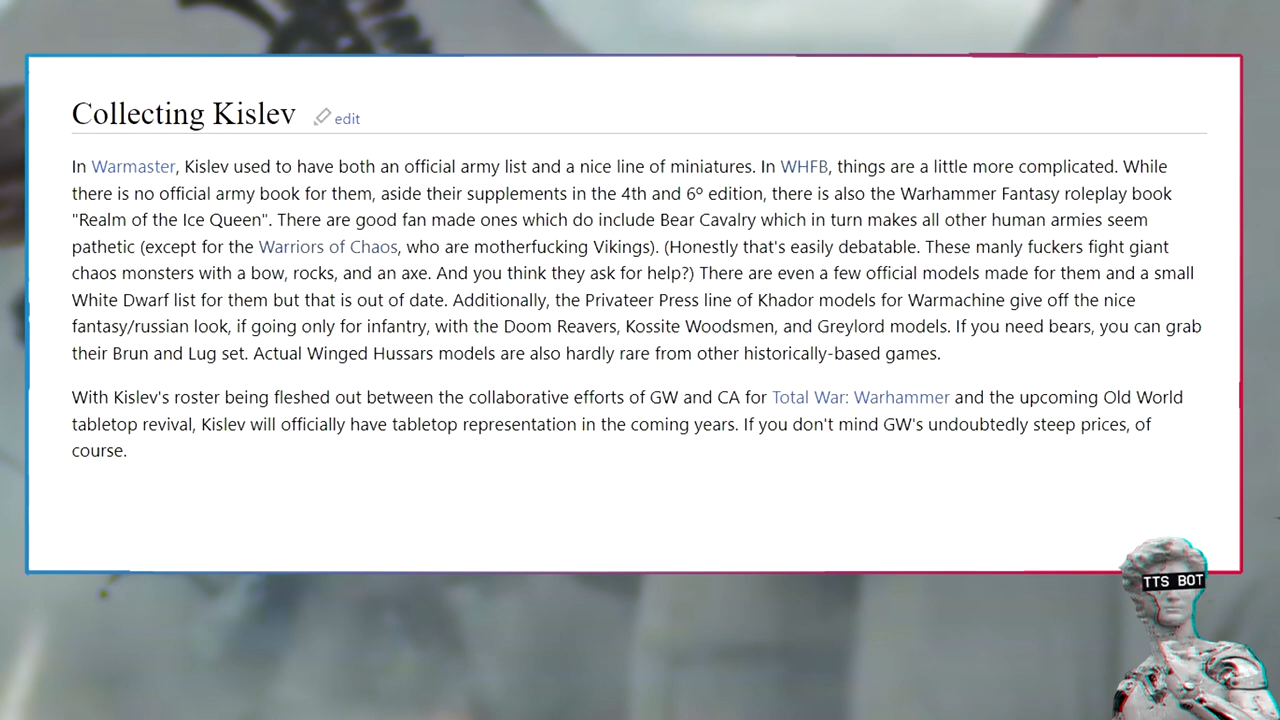 Collecting Kislev edit
In Warmaster, Kislev used to have both an official army list and a nice line of miniatures. In WHFB, things are a little more complicated. While
there is no official army book for them, aside their supplements in the 4th and 6º edition, there is also the Warhammer Fantasy roleplay book
"Realm of the Ice Queen". There are good fan made ones which do include Bear Cavalry which in turn makes all other human armies seem
pathetic (except for the Warriors of Chaos, who are motherfucking Vikings). (Honestly that's easily debatable. These manly fuckers fight giant
chaos monsters with a bow, rocks, and an axe. And you think they ask for help?) There are even a few official models made for them and a small
White Dwarf list for them but that is out of date. Additionally, the Privateer Press line of Khador models for Warmachine give off the nice
fantasy/russian look, if going only for infantry, with the Doom Reavers, Kossite Woodsmen, and Greylord models. If you need bears, you can grab
their Brun and Lug set. Actual Winged Hussars models are also hardly rare from other historically-based games.
With Kislev's roster being fleshed out between the collaborative efforts of GW and CA for Total War: Warhammer and the upcoming Old World
tabletop revival, Kislev will officially have tabletop representation in the coming years. If you don't mind GW's undoubtedly steep prices, of
course.
TTS BOT